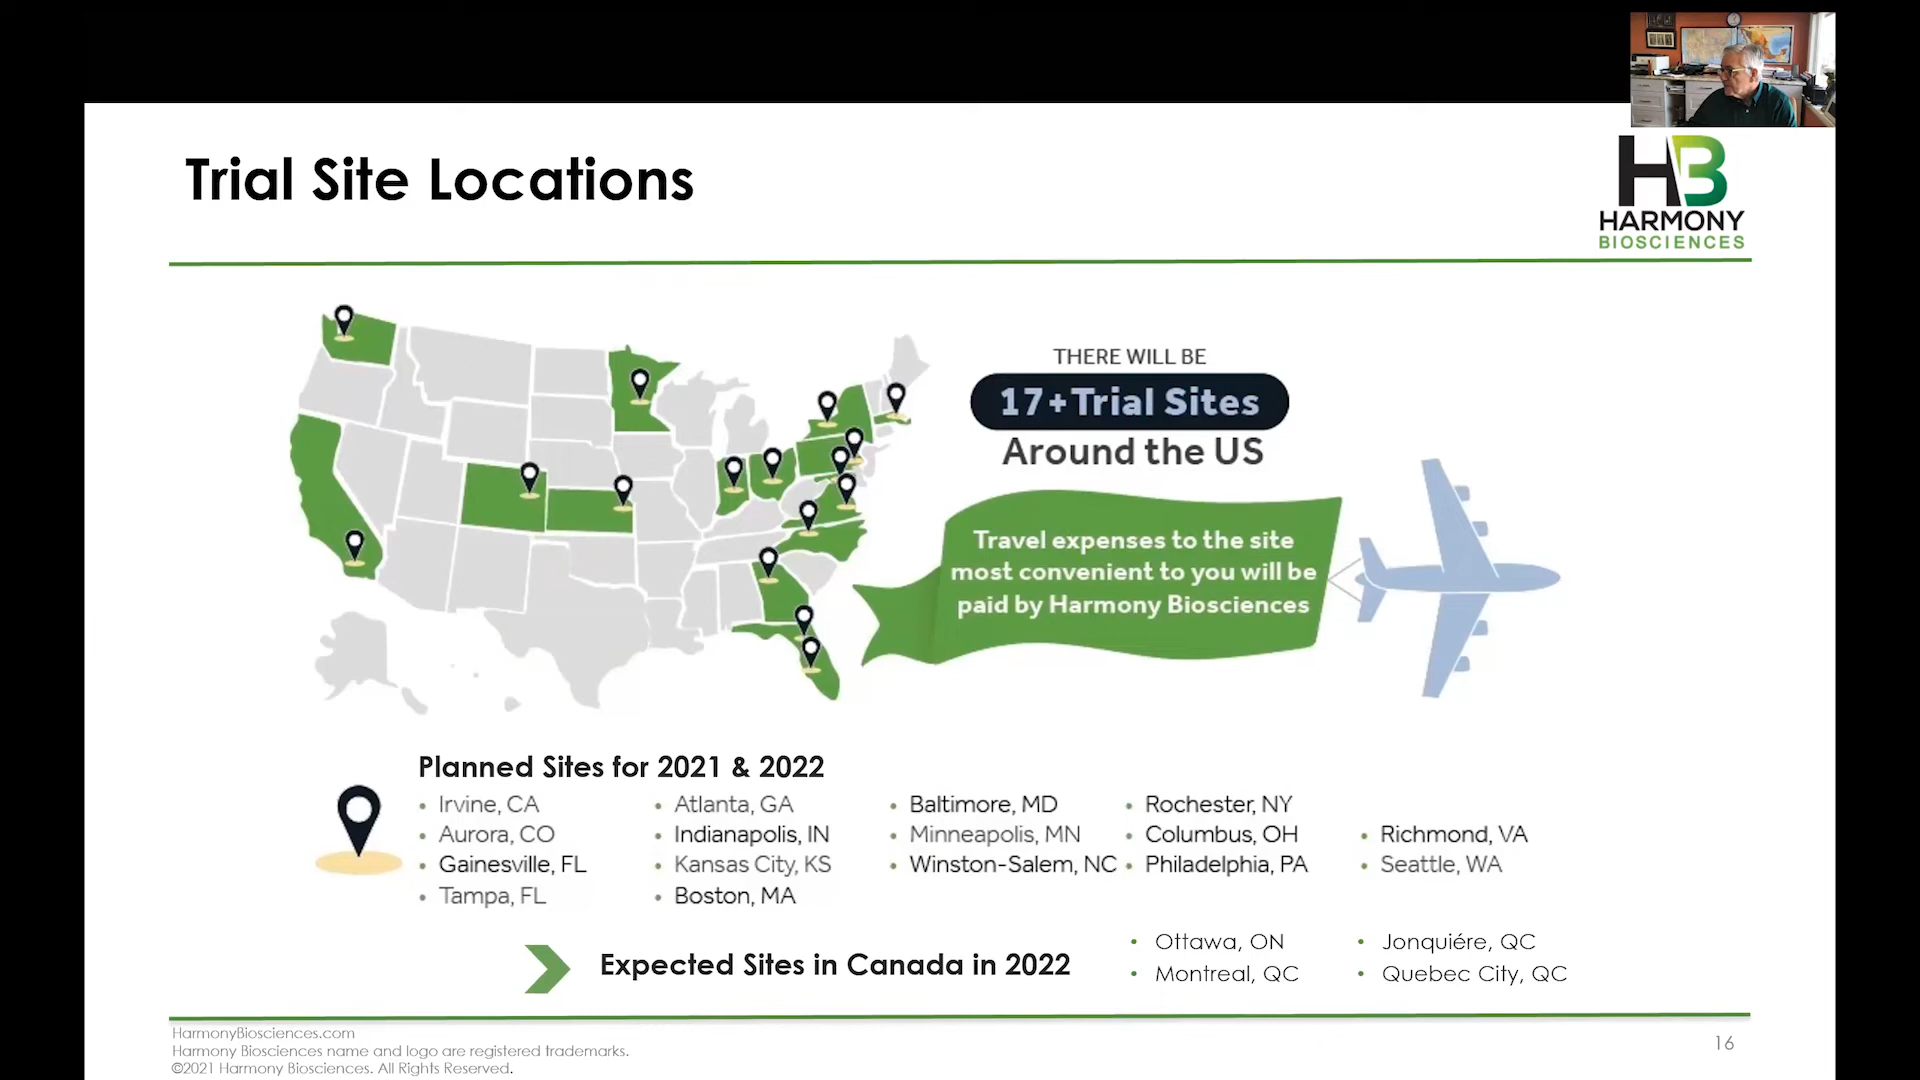 Trial Site Locations
HB
HARMONY
BIOSCIENCES
THERE WILL BE
17+Trial Sites
Around the US
Travel expenses to the site
most convenient to you will be
paid by Harmony Biosciences
Planned Sites for 2021 & 2022
• Irvine, CA
• Aurora, CO
• Gainesville, FL
• Tampa, FL
• Atlanta, GA
• Indianapolis, IN
• Kansas City, KS
• Boston, MA
• Baltimore, MD
• Minneapolis, MN
• Winston-Salem, NC
• Rochester, NY
• Columbus, OH
• Philadelphia, PA
• Richmond, VA
• Seattle, WA
Expected Sites in Canada in 2022
• Ottawa, ON
• Montreal, QC
• Jonquiére, QC
• Quebec City, QC
HarmonyBiosciences.com
Harmony Biosciences name and logo are registered trademarks.
©2021 Harmony Biosciences. All Rights Reserved.
16